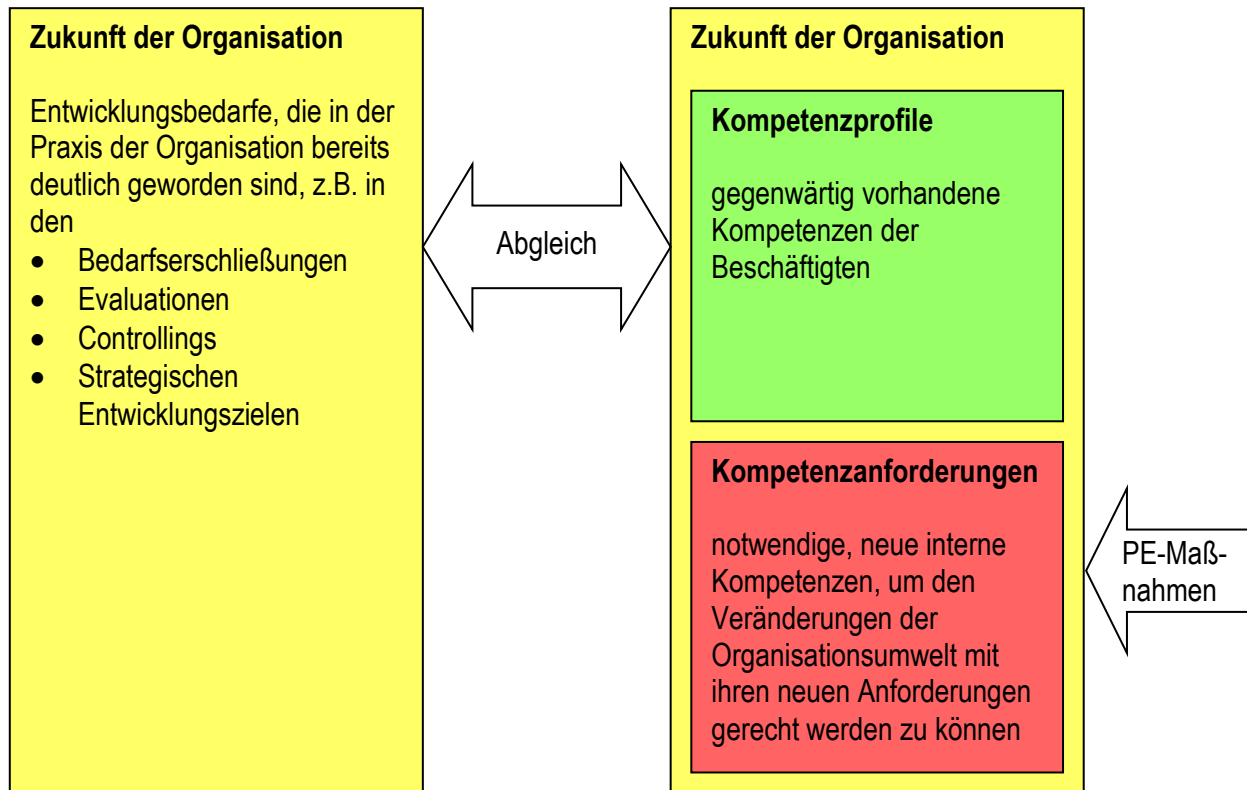 Zukunft der Organisation
Entwicklungsbedarfe, die in der
Praxis der Organisation bereits
deutlich geworden sind, z.B. in
den
• Bedarfserschließungen
• Evaluationen
• Controllings
• Strategischen
Entwicklungszielen
Abgleich
Zukunft der Organisation
Kompetenzprofile
gegenwärtig vorhandene
Kompetenzen der
Beschäftigten
Kompetenzanforderungen
notwendige, neue interne
Kompetenzen, um den
Veränderungen der
Organisationsumwelt mit
ihren neuen Anforderungen
gerecht werden zu können
PE-Maß-
nahmen